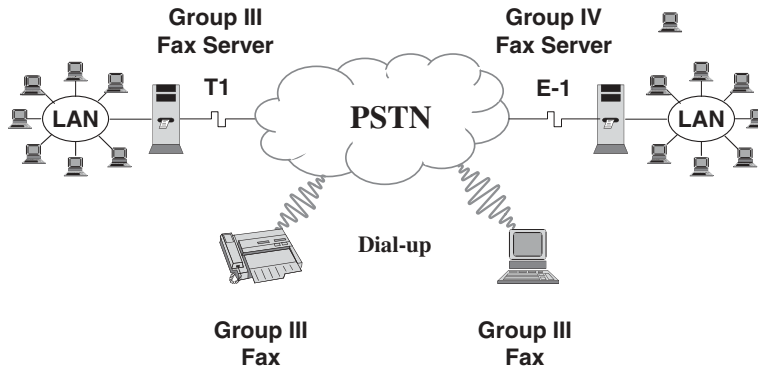 Group III
Fax Server
Group IV
Fax Server
T1
E-1
LAN
PSTN
LAN
Dial-up
Group III
Fax
Group III
Fax